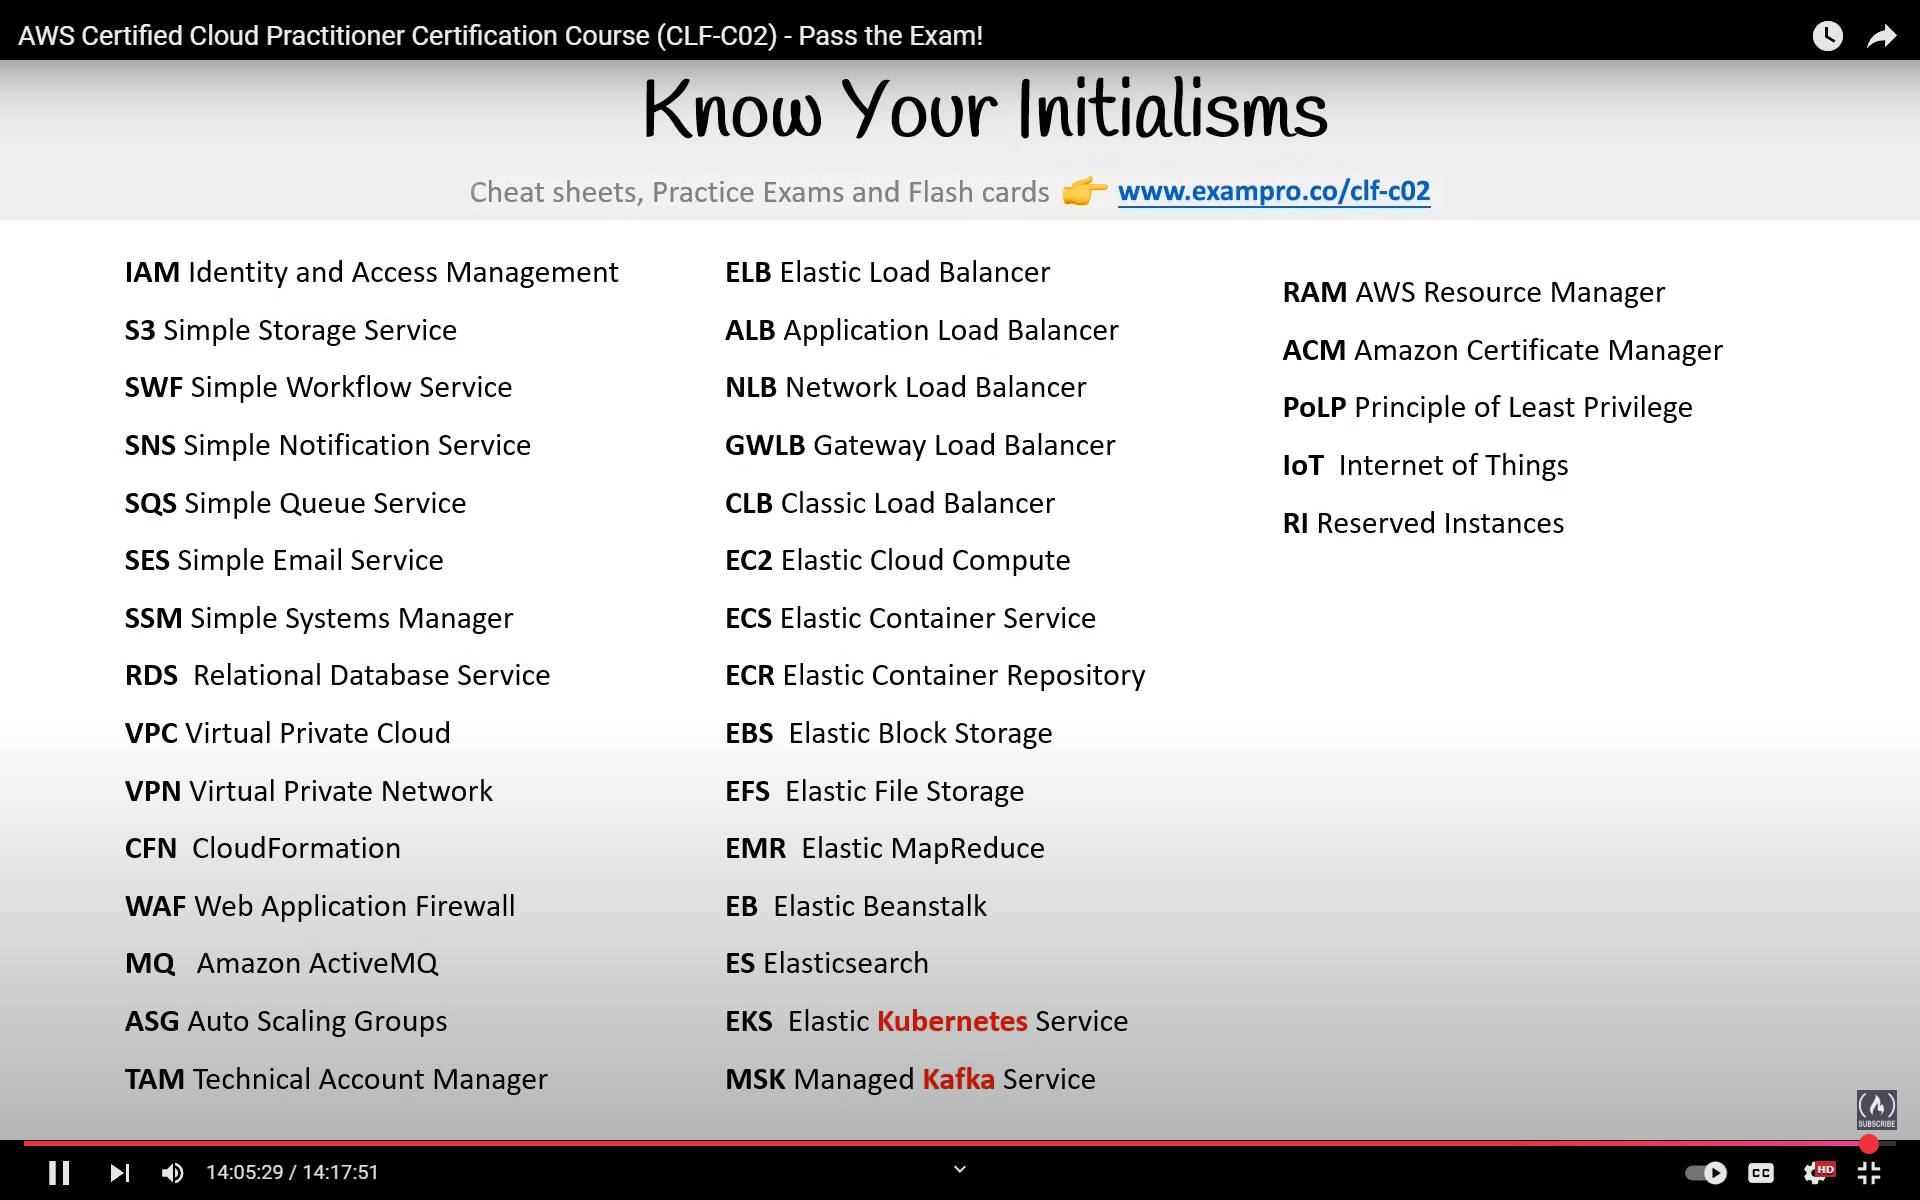 AWS Certified Cloud Practitioner Certification Course (CLF-C02) - Pass the Exam!
Know Your Initialisms
Cheat sheets, Practice Exams and Flash cards 👉 www.exampro.co/clf-c02
IAM Identity and Access Management
S3 Simple Storage Service
SWF Simple Workflow Service
SNS Simple Notification Service
SQS Simple Queue Service
SES Simple Email Service
SSM Simple Systems Manager
RDS Relational Database Service
VPC Virtual Private Cloud
VPN Virtual Private Network
CFN CloudFormation
WAF Web Application Firewall
MQ Amazon ActiveMQ
ASG Auto Scaling Groups
TAM Technical Account Manager
ELB Elastic Load Balancer
ALB Application Load Balancer
NLB Network Load Balancer
GWLB Gateway Load Balancer
CLB Classic Load Balancer
EC2 Elastic Cloud Compute
ECS Elastic Container Service
ECR Elastic Container Repository
EBS Elastic Block Storage
EFS Elastic File Storage
EMR Elastic MapReduce
EB Elastic Beanstalk
ES Elasticsearch
EKS Elastic Kubernetes Service
MSK Managed Kafka Service
RAM AWS Resource Manager
ACM Amazon Certificate Manager
PoLP Principle of Least Privilege
IoT Internet of Things
RI Reserved Instances
SUBSCRIBE
14:05:29 / 14:17:51
CC
HD